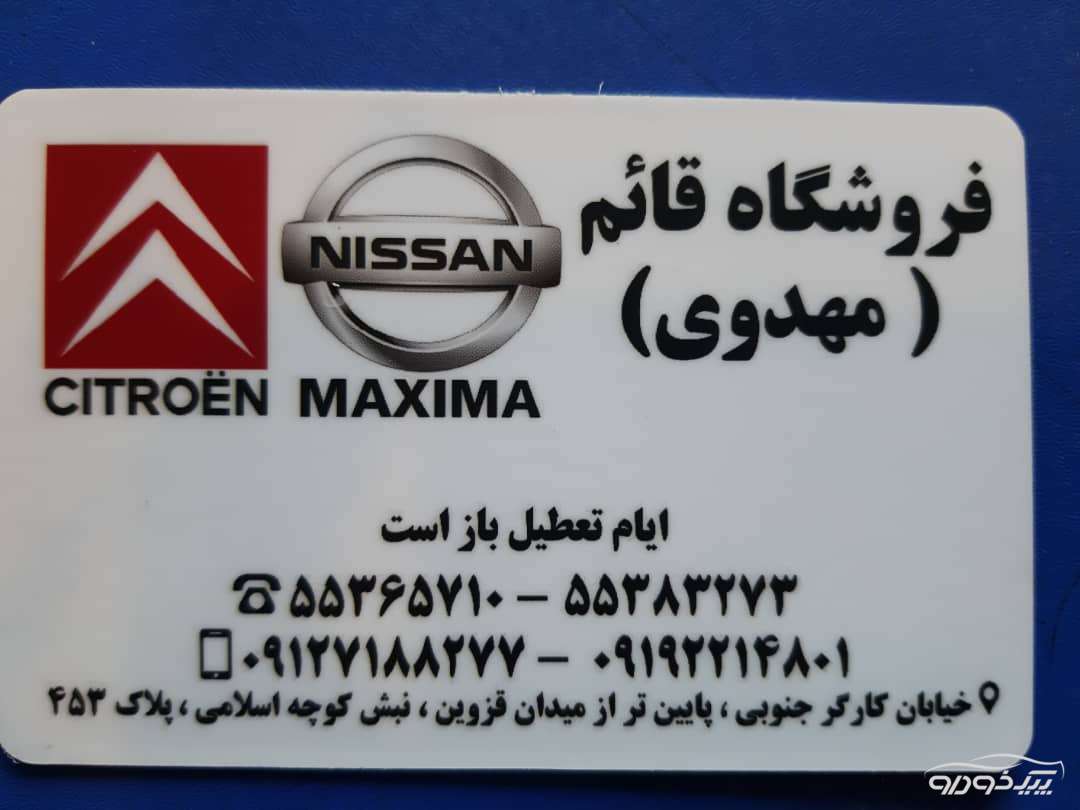 فروشگاه قائم
( مهدوی)
NISSAN
CITROËN MAXIMA
ایام تعطیل باز است
۵۵۳۶۵۷۱۰ – ۵۵۳۸۳۲۷۳
۰۹۱۲۷۱۸۸۲۷۷ – ۰۹۱۹۲۲۱۴۸۰۱
خیابان کارگر جنوبی ، پایین تر از میدان قزوین ، نبش کوچه اسلامی ، پلاک ۴۵۳
پیک خودرو